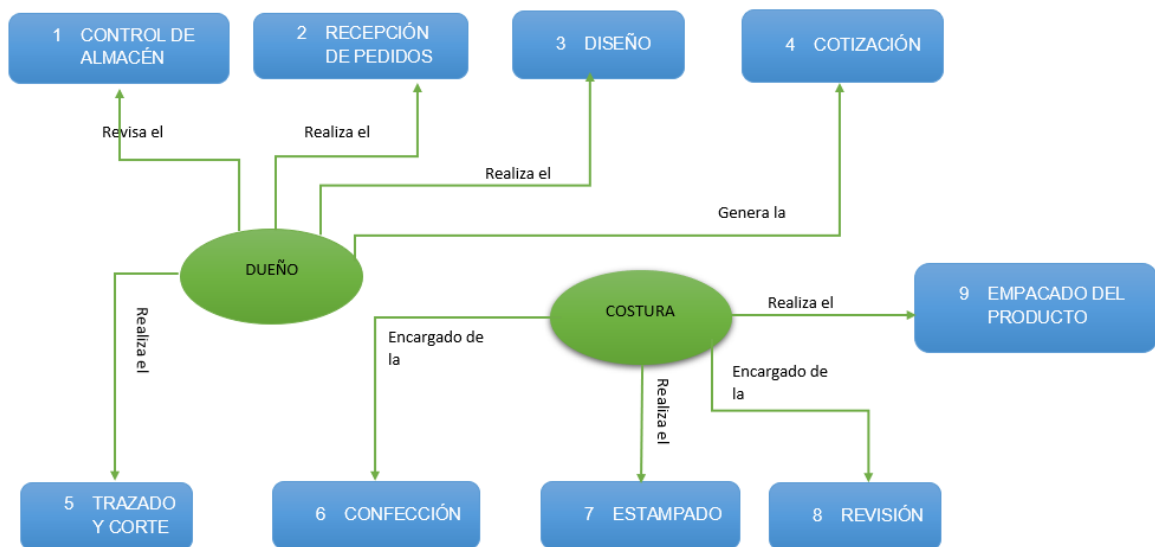 1 CONTROL DE
ALMACÉN
2 RECEPCIÓN
DE PEDIDOS
3 DISEÑO
4 COTIZACIÓN
Revisa el
Realiza el
Realiza el
Genera la
DUEÑO
Realiza el
COSTURA
Realiza el
9 EMPACADO DEL
PRODUCTO
Encargado de
la
Realiza el
Encargado de
la
5 TRAZADO
Y CORTE
6 CONFECCIÓN
7 ESTAMPADO
8 REVISIÓN